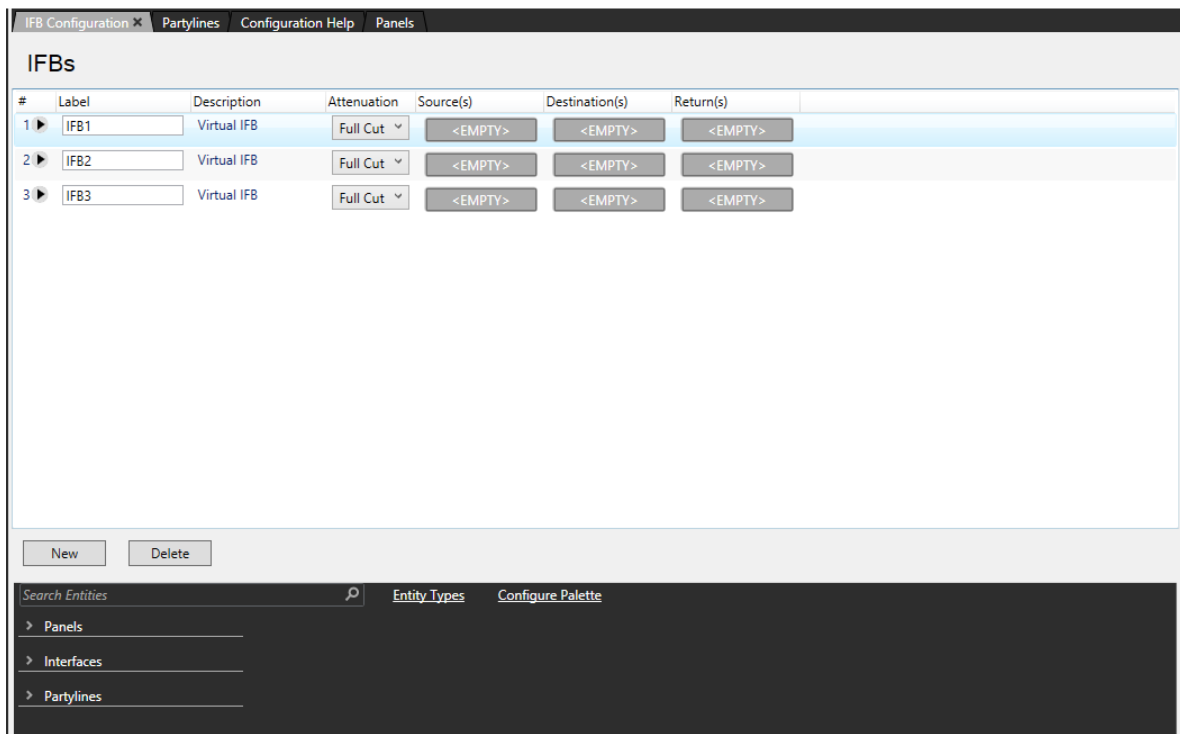 IFB Configuration Partylines Configuration Help Panels
IFBs
# Label Description Attenuation Source(s) Destination(s) Return(s)
1 IFB1 Virtual IFB Full Cut <EMPTY> <EMPTY> <EMPTY>
2 IFB2 Virtual IFB Full Cut <EMPTY> <EMPTY> <EMPTY>
3 IFB3 Virtual IFB Full Cut <EMPTY> <EMPTY> <EMPTY>
New Delete
Search Entities Entity Types Configure Palette
Panels
Interfaces
Partylines